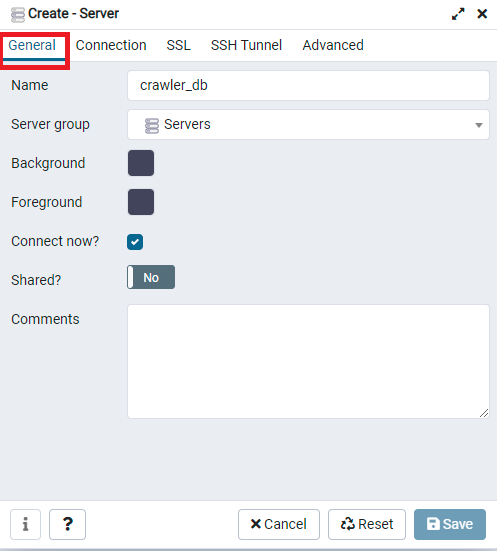 Create - Server
General Connection SSL SSH Tunnel Advanced
Name crawler_db
Server group Servers
Background
Foreground
Connect now?
Shared? No
Comments
i ? Cancel Reset Save